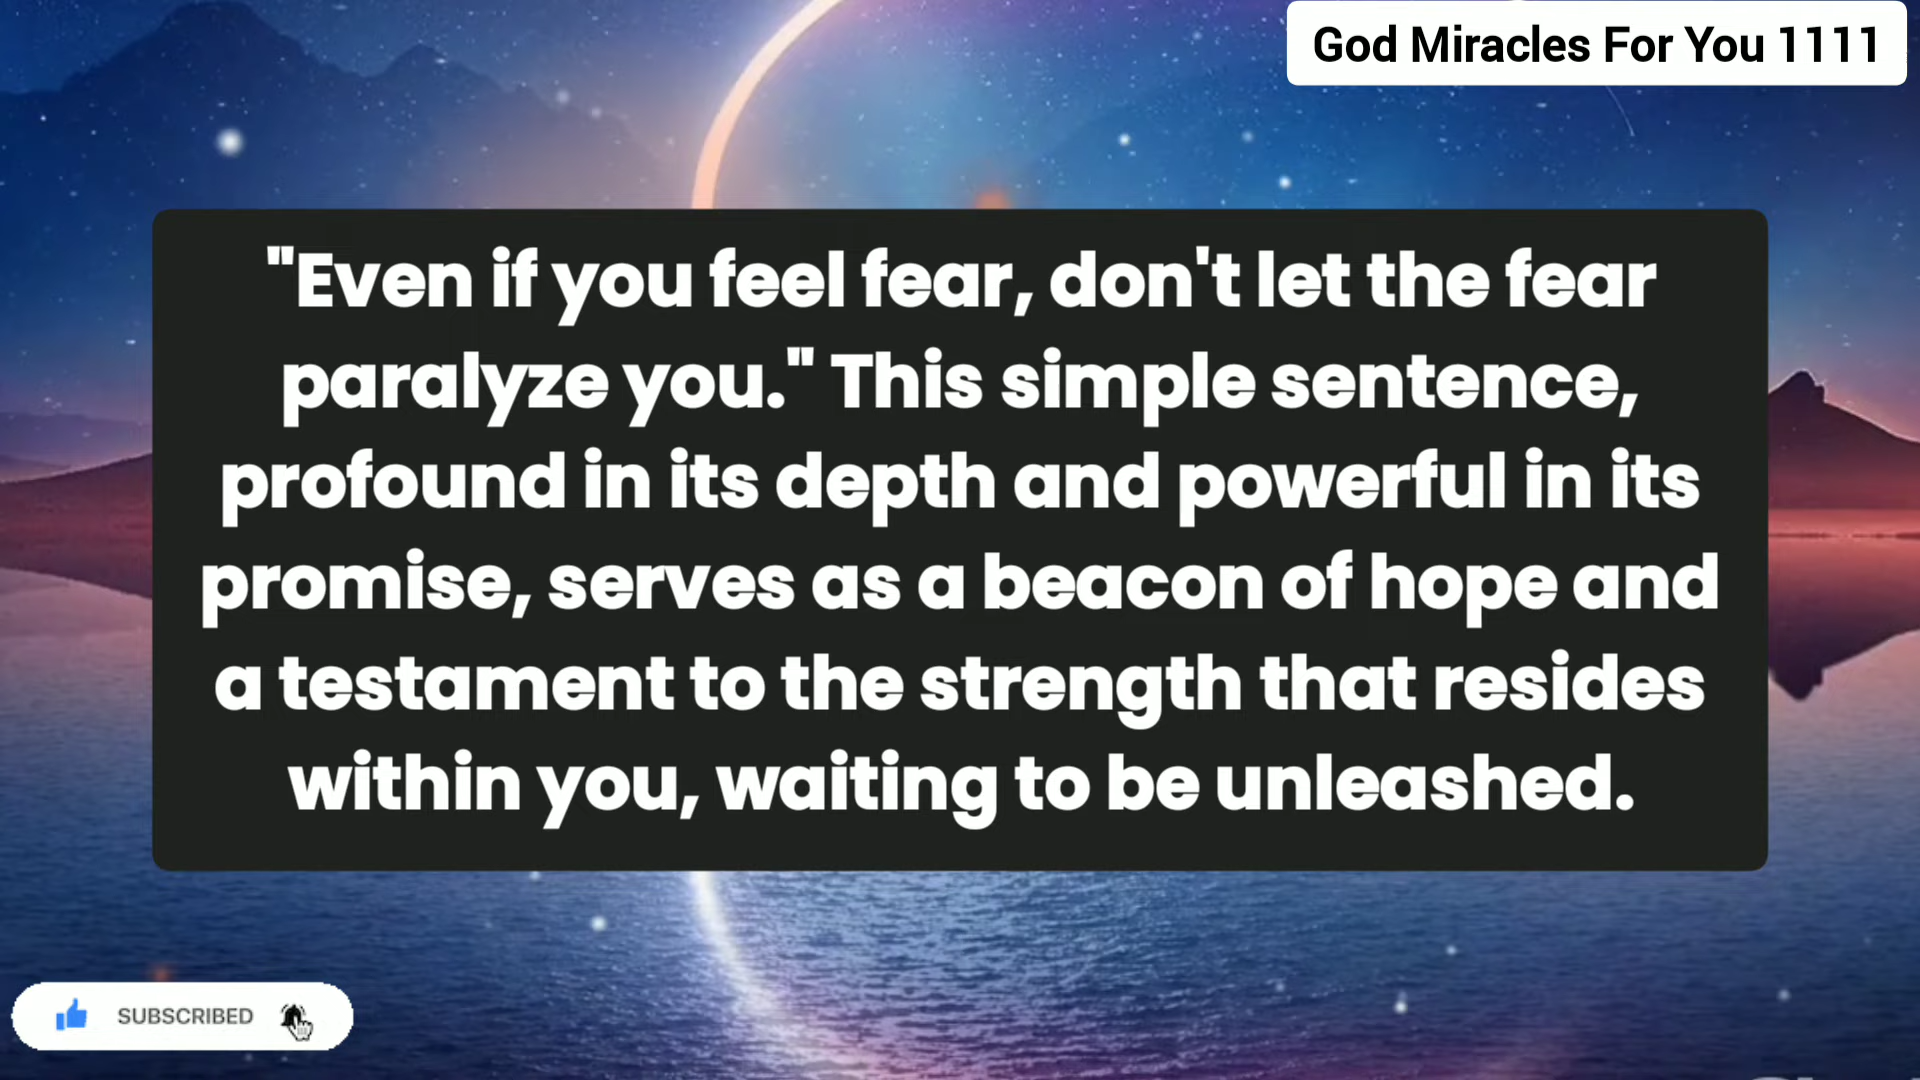 God Miracles For You 1111
"Even if you feel fear, don't let the fear
paralyze you." This simple sentence,
profound in its depth and powerful in its
promise, serves as a beacon of hope and
a testament to the strength that resides
within you, waiting to be unleashed.
SUBSCRIBED